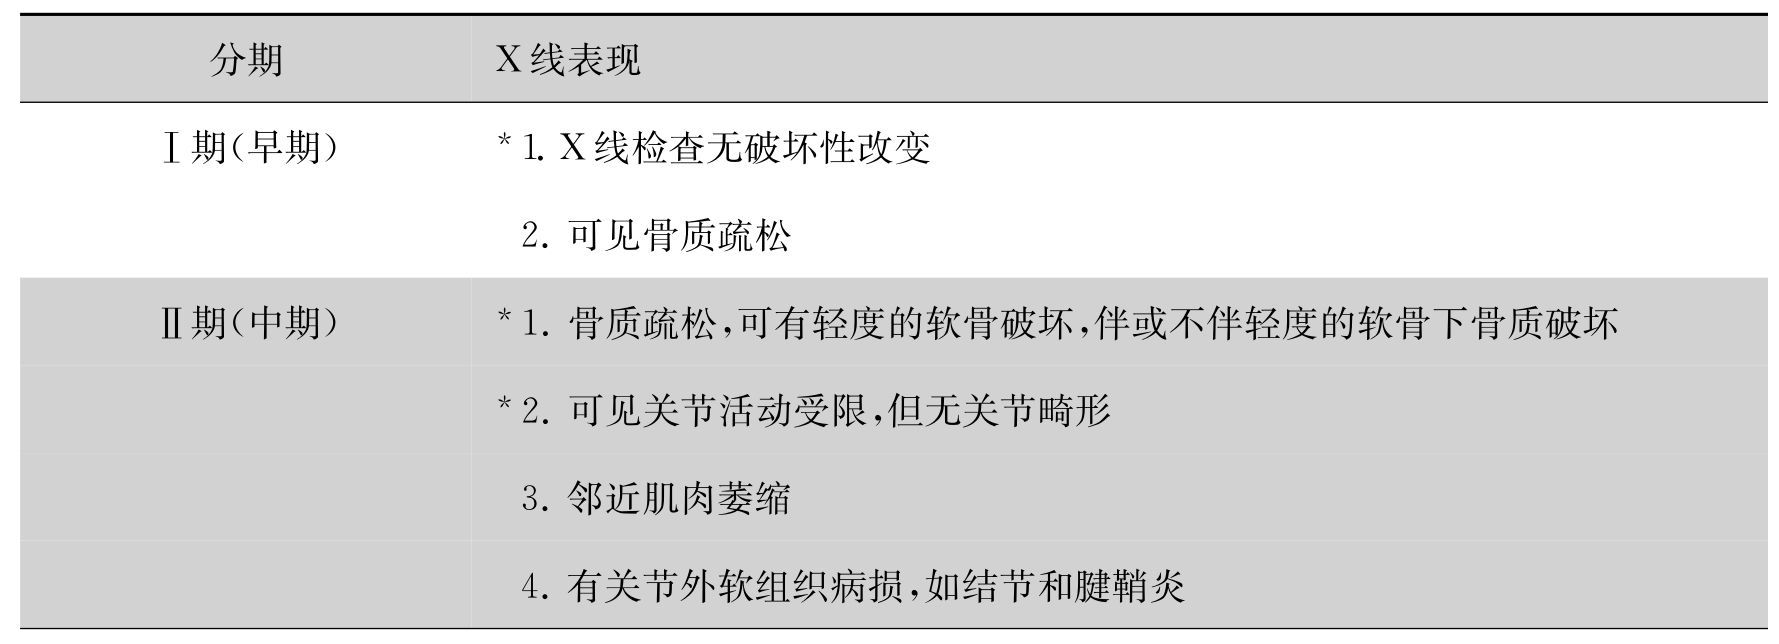 分期 X线表现
Ⅰ期(早期) *1. X线检查无破坏性改变
2. 可见骨质疏松
Ⅱ期(中期) *1. 骨质疏松,可有轻度的软骨破坏,伴或不伴轻度的软骨下骨质破坏
*2. 可见关节活动受限,但无关节畸形
3. 邻近肌肉萎缩
4. 有关节外软组织病损,如结节和腱鞘炎